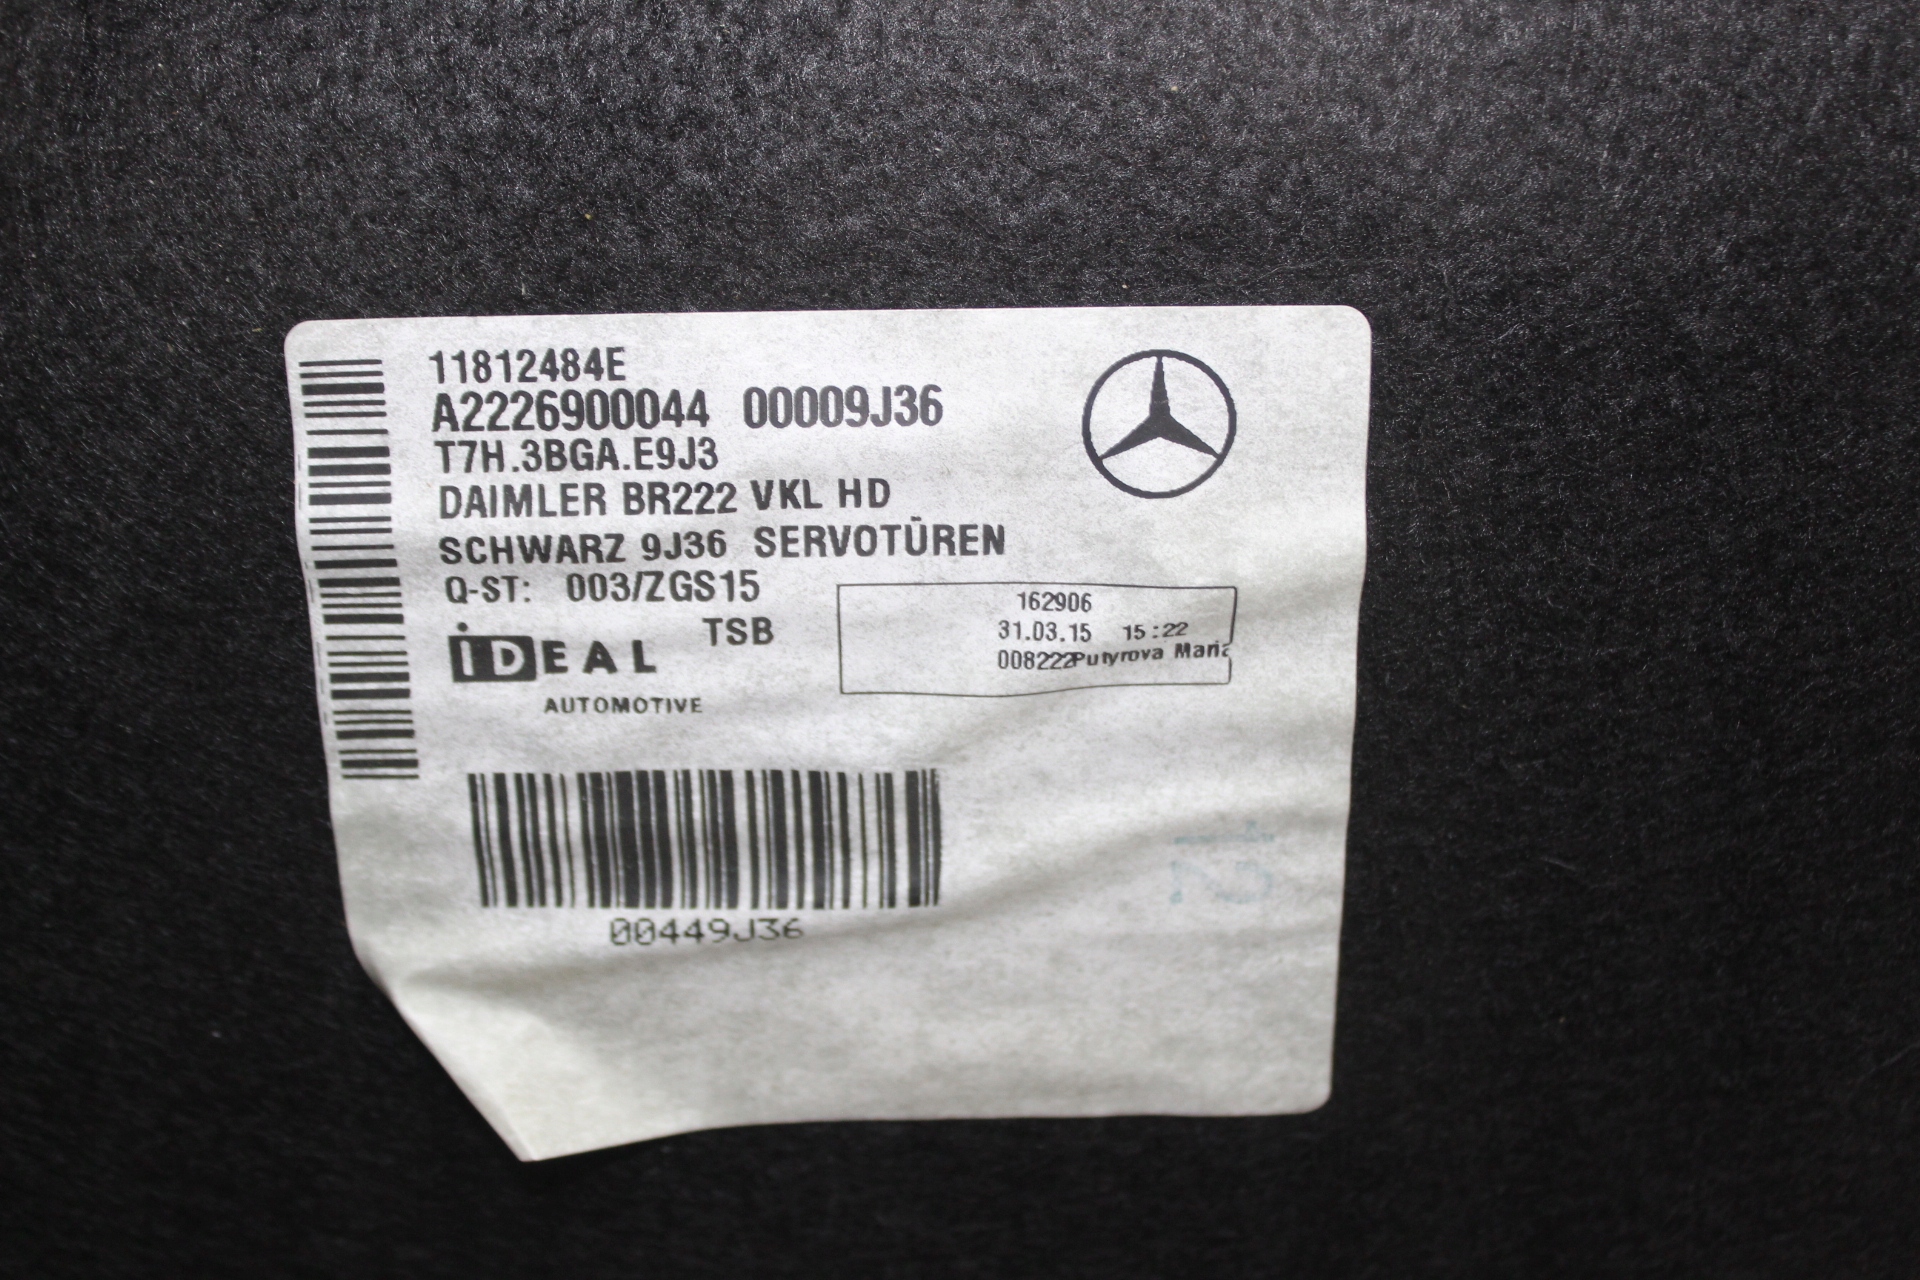 11812484E
A2226900044 00009J36
T7H.3BGA.E9J3
DAIMLER BR222 VKL HD
SCHWARZ 9J36 SERVOTÜREN
Q-ST: 003/ZGS15
TSB
iDEAL
AUTOMOTIVE
162906
31.03.15 15:22
008222Putyrova Maria
00449J36